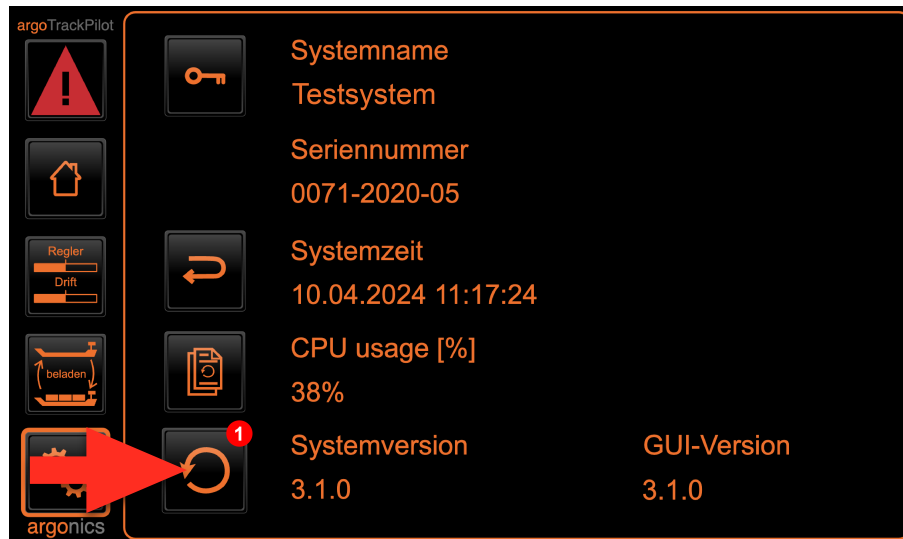 argoTrackPilot
!
Regler
Drift
beladen
argonics
Systemname
Testsystem
Seriennummer
0071-2020-05
Systemzeit
10.04.2024 11:17:24
CPU usage [%]
38%
1
Systemversion
3.1.0
GUI-Version
3.1.0